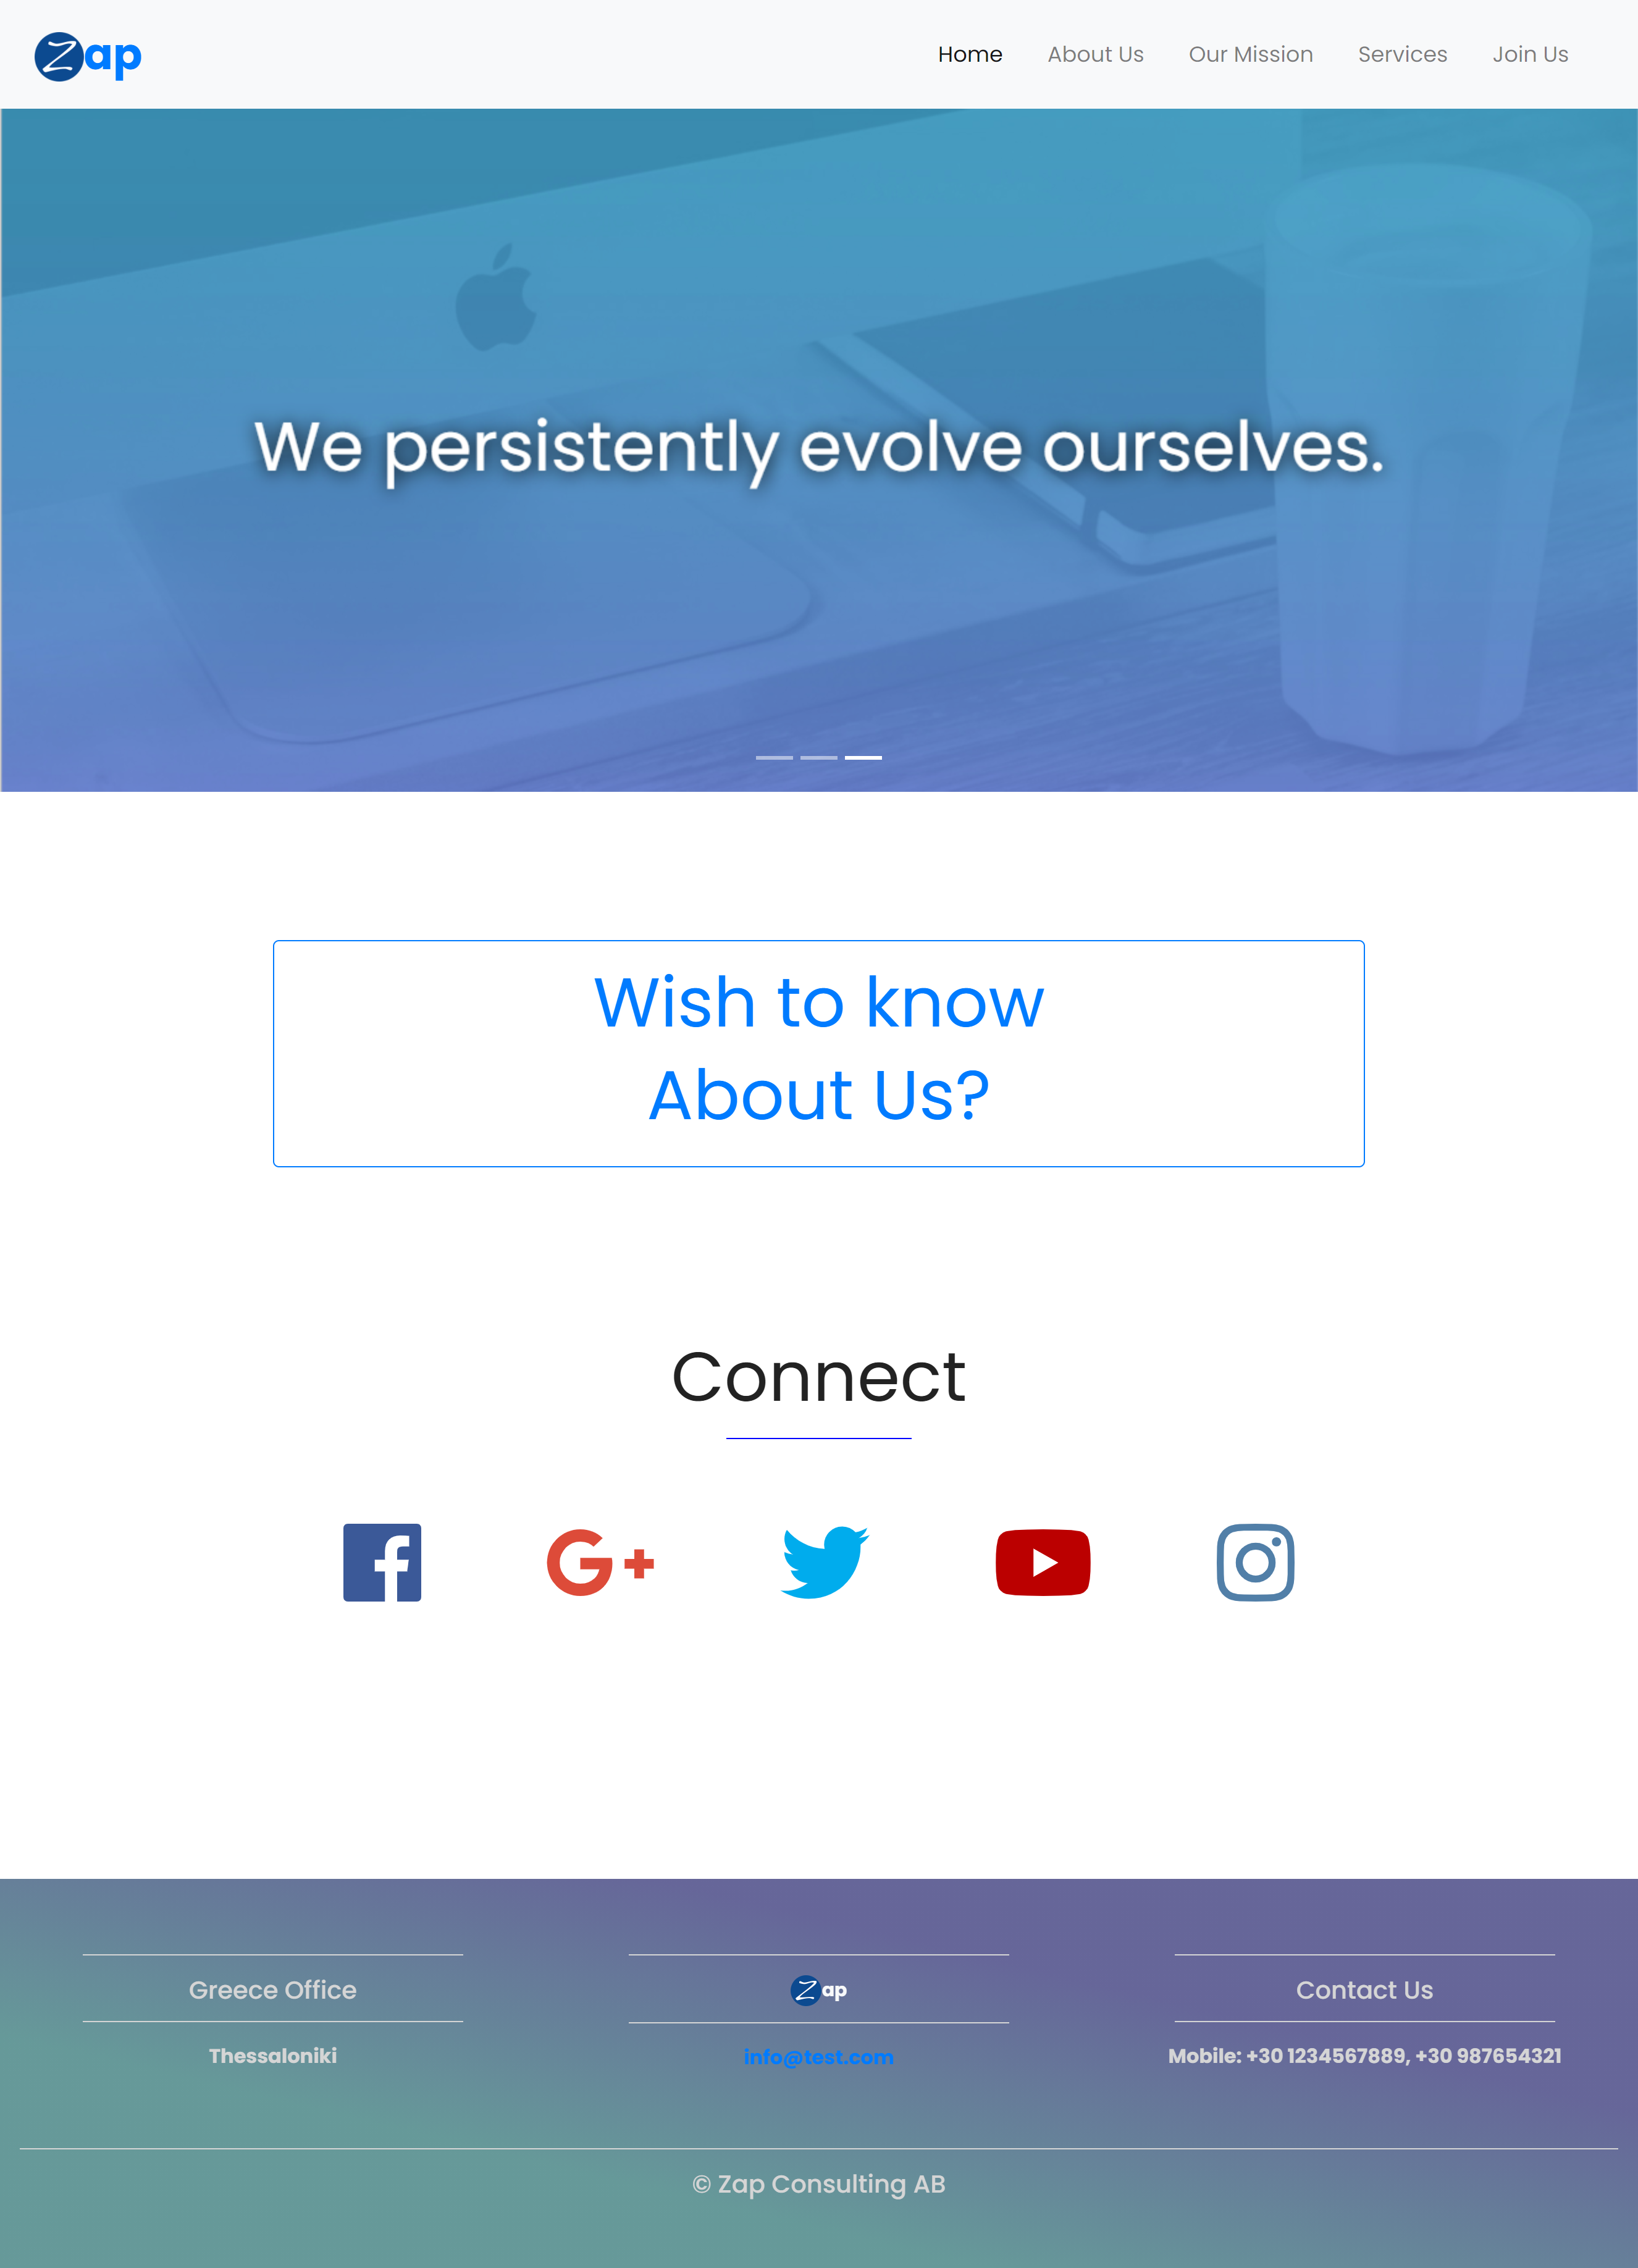 Zap
Home About Us Our Mission Services Join Us
We persistently evolve ourselves.
Wish to know
About Us?
Connect
G+
Greece Office
Thessaloniki
Zap
info@test.com
Contact Us
Mobile: +30 1234567889, +30 987654321
© Zap Consulting AB